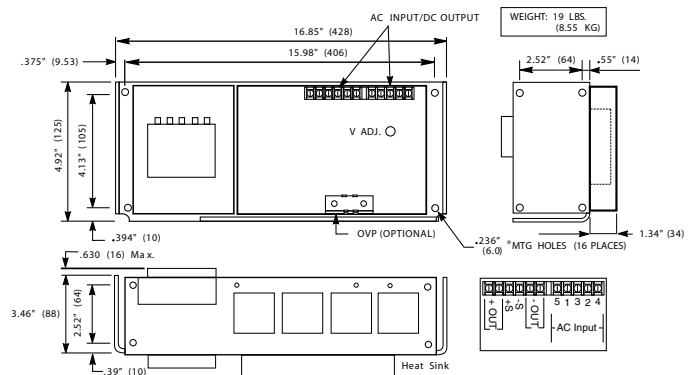 AC INPUT/DC OUTPUT
WEIGHT: 19 LBS.
(8.55 KG)
16.85" (428)
15.98" (406)
.375" (9.53)
2.52" (64)
.55" (14)
4.92" (125)
4.13" (105)
V ADJ.
.394" (10)
OVP (OPTIONAL)
.236"
(6.0)
°MTG HOLES (16 PLACES)
1.34" (34)
.630 (16) Max.
3.46" (88)
2.52" (64)
.39" (10)
Heat Sink
+ OUT
+S
-S
- OUT
5 1 3 2 4
AC Input